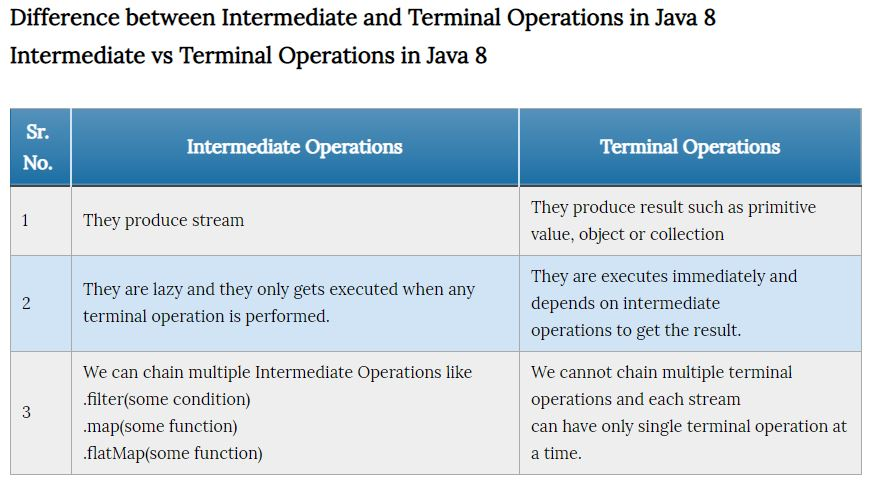 Difference between Intermediate and Terminal Operations in Java 8
Intermediate vs Terminal Operations in Java 8
Sr.
No.
Intermediate Operations
Terminal Operations
1
They produce stream
They produce result such as primitive
value, object or collection
2
They are lazy and they only gets executed when any
terminal operation is performed.
They are executes immediately and
depends on intermediate
operations to get the result.
3
We can chain multiple Intermediate Operations like
.filter(some condition)
.map(some function)
.flatMap(some function)
We cannot chain multiple terminal
operations and each stream
can have only single terminal operation at
a time.